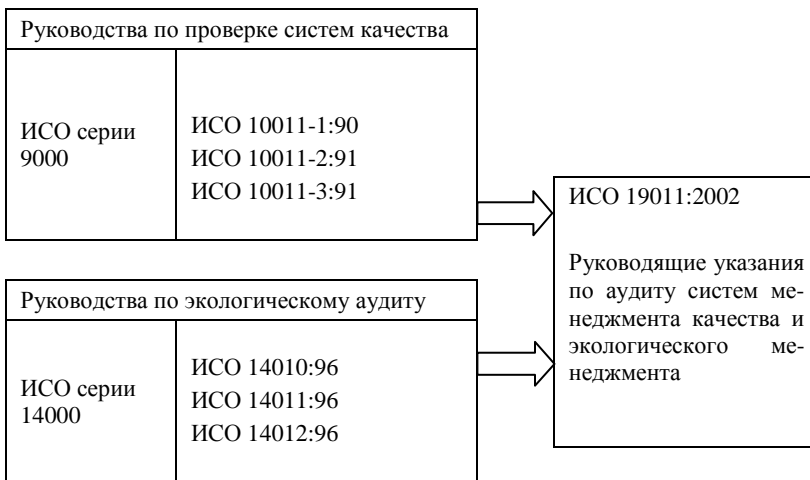 Руководства по проверке систем качества
ИСО серии
9000
ИСО 10011-1:90
ИСО 10011-2:91
ИСО 10011-3:91
Руководства по экологическому аудиту
ИСО серии
14000
ИСО 14010:96
ИСО 14011:96
ИСО 14012:96
ИСО 19011:2002
Руководящие указания
по аудиту систем ме-
неджмента качества и
экологического ме-
неджмента